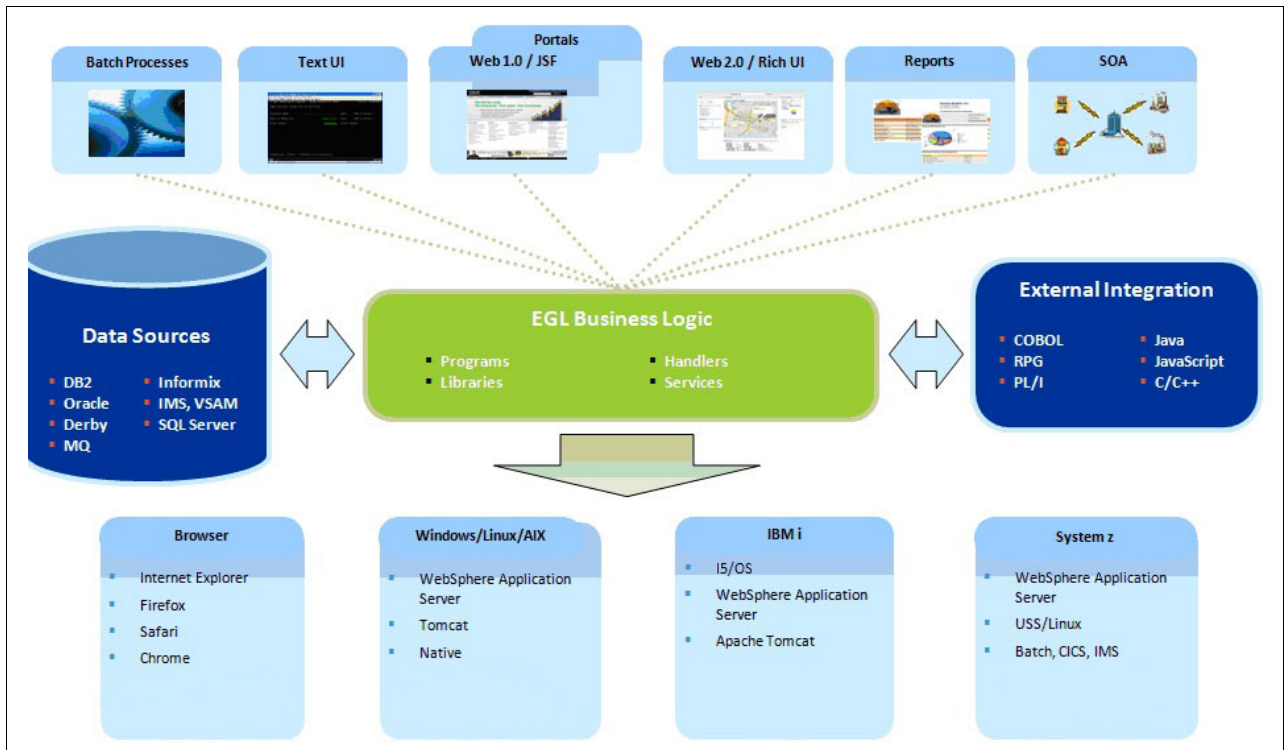 Batch Processes
Text UI
Portals
Web 1.0 / JSF
Web 2.0 / Rich UI
Reports
SOA
Data Sources
DB2
Oracle
Derby
MQ
Informix
IMS, VSAM
SQL Server
EGL Business Logic
Programs
Libraries
Handlers
Services
External Integration
COBOL
RPG
PL/I
Java
JavaScript
C/C++
Browser
Internet Explorer
Firefox
Safari
Chrome
Windows/Linux/AIX
WebSphere Application
Server
Tomcat
Native
IBM i
I5/OS
WebSphere Application
Server
Apache Tomcat
System z
WebSphere Application
Server
USS/Linux
Batch, CICS, IMS